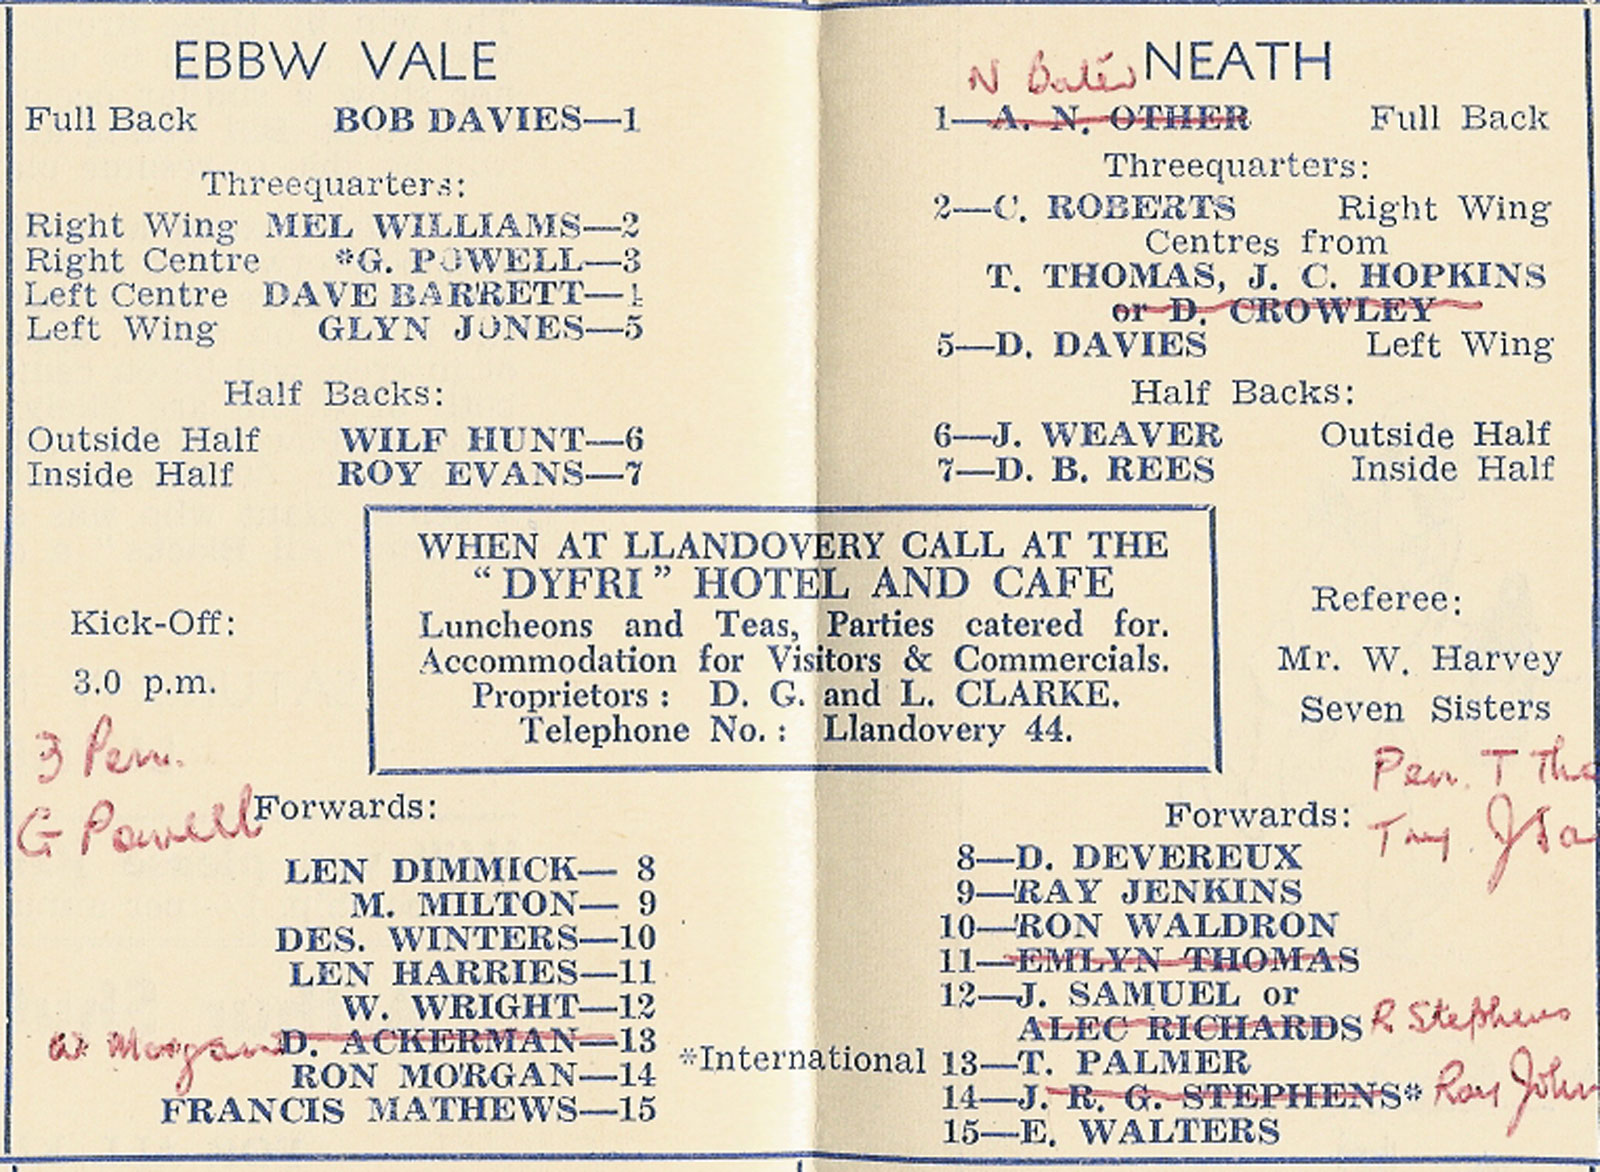 EBBW VALE
Full Back BOB DAVIES—1
Threequarters:
Right Wing MEL WILLIAMS—2
Right Centre *G. POWELL—3
Left Centre DAVE BARRETT—4
Left Wing GLYN JONES—5
Half Backs:
Outside Half WILF HUNT—6
Inside Half ROY EVANS—7
Kick-Off:
3.0 p.m.
3 Pen.
G Powell
Forwards:
LEN DIMMICK— 8
M. MILTON— 9
DES. WINTERS—10
LEN HARRIES—11
W. WRIGHT—12
Morgan D. ACKERMAN—13
RON MORGAN—14
FRANCIS MATHEWS—15
*International
WHEN AT LLANDOVERY CALL AT THE
"DYFRI" HOTEL AND CAFE
Luncheons and Teas, Parties catered for.
Accommodation for Visitors & Commercials.
Proprietors : D. G. and L. CLARKE.
Telephone No. : Llandovery 44.
NEATH
N
1—A. N. OTHER Full Back
Threequarters:
2—C. ROBERTS Right Wing
Centres from
T. THOMAS, J. C. HOPKINS
or D. CROWLEY
5—D. DAVIES Left Wing
Half Backs:
6—J. WEAVER Outside Half
7—D. B. REES Inside Half
Referee:
Mr. W. Harvey
Seven Sisters
Pen. T Tho
Try. J Sa
Forwards:
8—D. DEVEREUX
9—RAY JENKINS
10—RON WALDRON
11—EMLYN THOMAS
12—J. SAMUEL or
ALEC RICHARDS R Stephens
13—T. PALMER
14—J. R. G. STEPHENS* Roy John
15—E. WALTERS